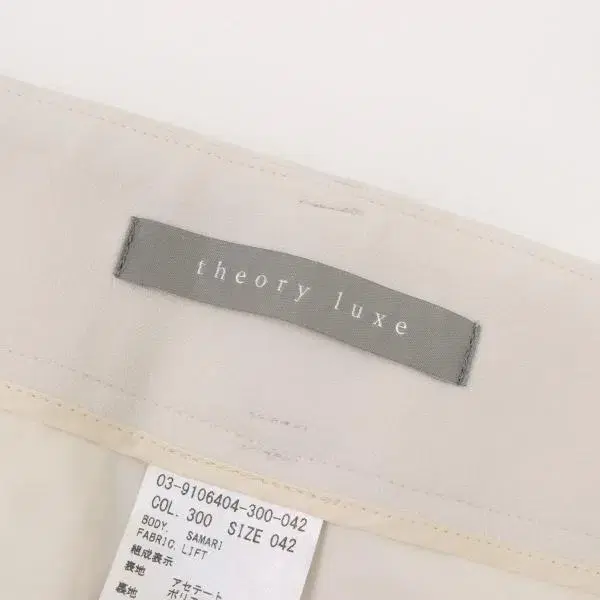 theory luxe
03-9106404-300-042
COL. 300 SIZE 042
BODY. SAMARI
FABRIC. LIFT
組成表示
裏地 アセテート
裏地